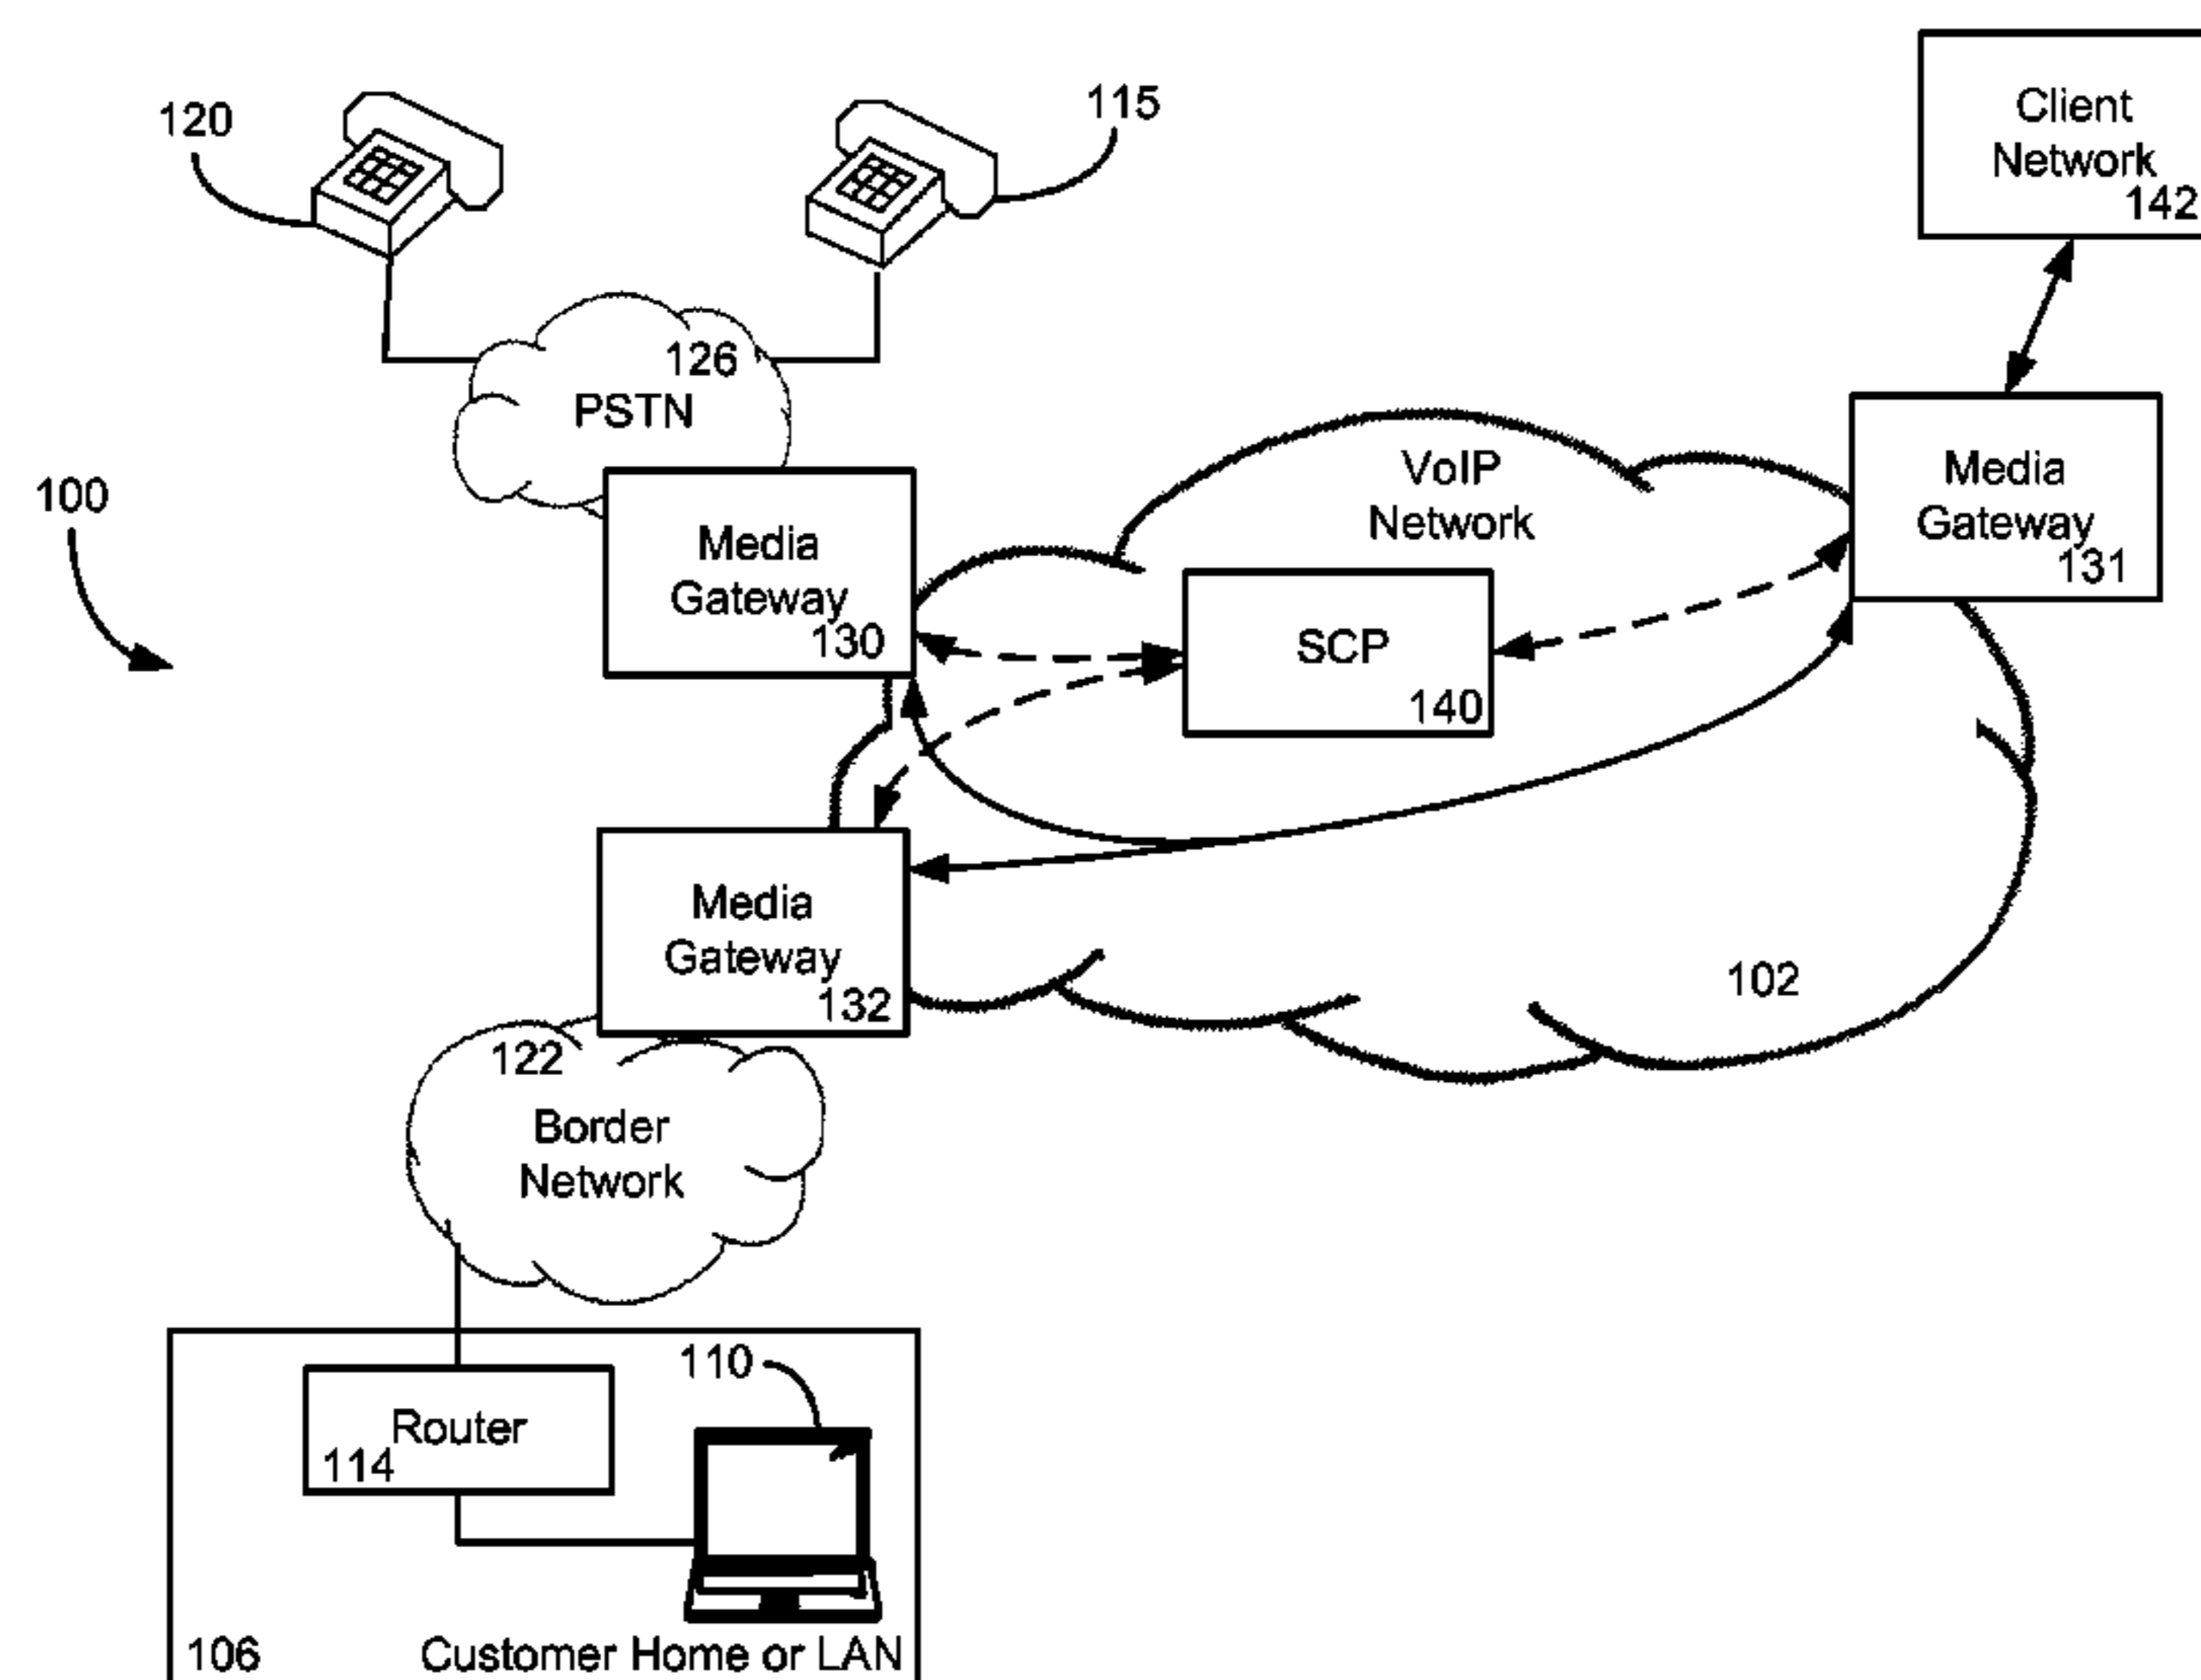 120
115
Client
Network
142
126
PSTN
100
VoIP
Network
Media
Gateway
131
Media
Gateway
130
SCP
140
Media
Gateway
132
102
122
Border
Network
110
Router
114
106
Customer Home or LAN